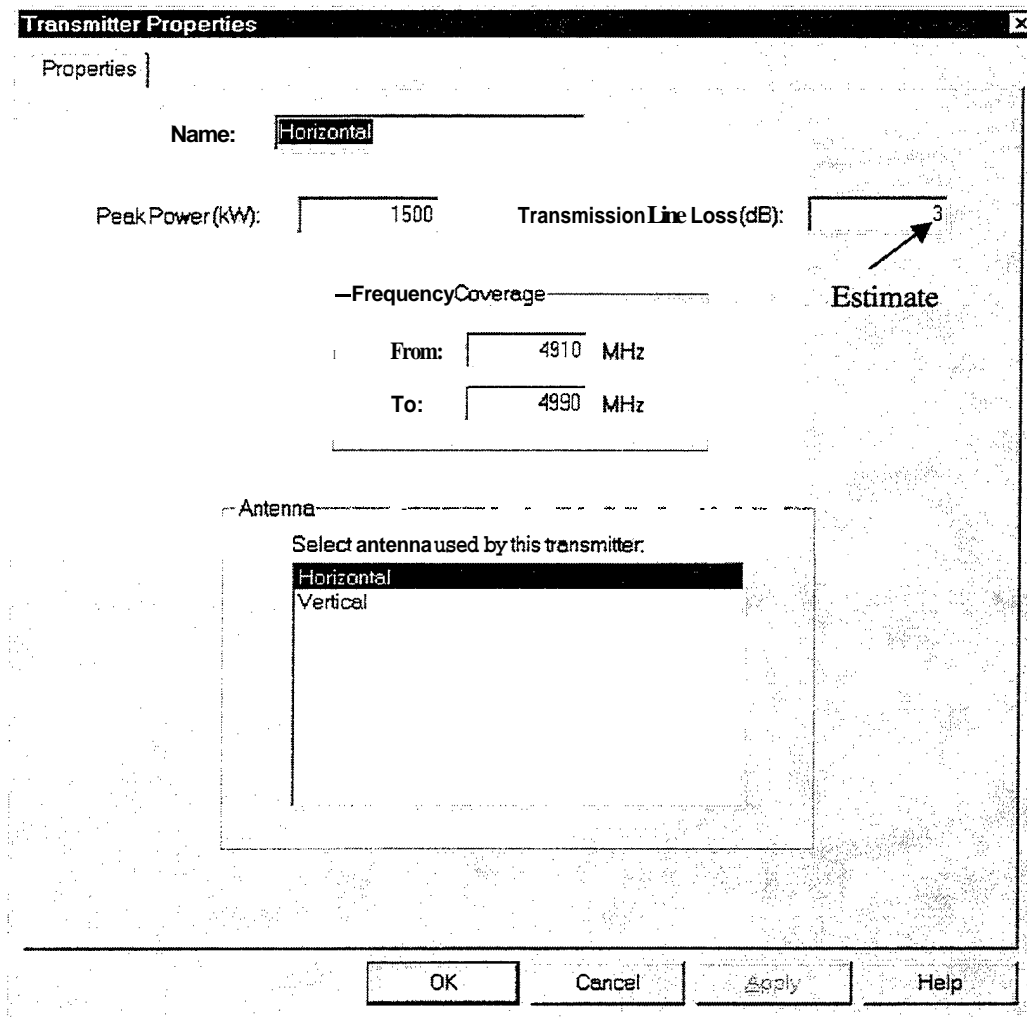 Transmitter Properties
Properties
Name: Horizontal
Peak Power (kW): 1500 Transmission Line Loss (dB): 3
Estimate
Frequency Coverage
From: 4910 MHz
To: 4990 MHz
Antenna
Select antenna used by this transmitter:
Horizontal
Vertical
OK Cancel Apply Help